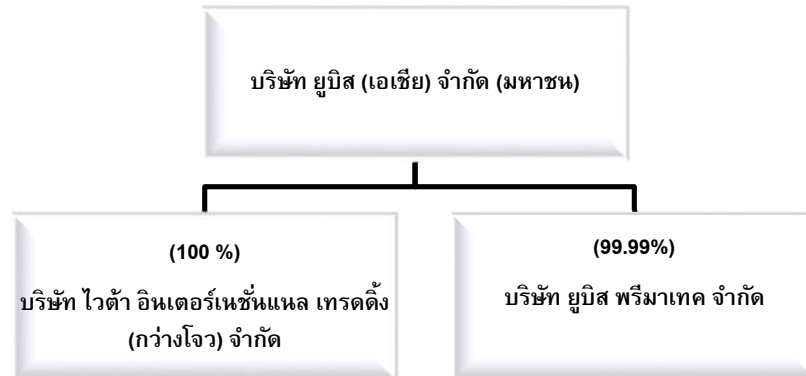 บริษัท ยูบิส (เอเชีย) จำกัด (มหาชน)
(100 %)
บริษัท ไวต้า อินเตอร์เนชั่นแนล เทรดดิ้ง
(กว่างโจว) จำกัด
(99.99%)
บริษัท ยูบิส พรีมาเทค จำกัด